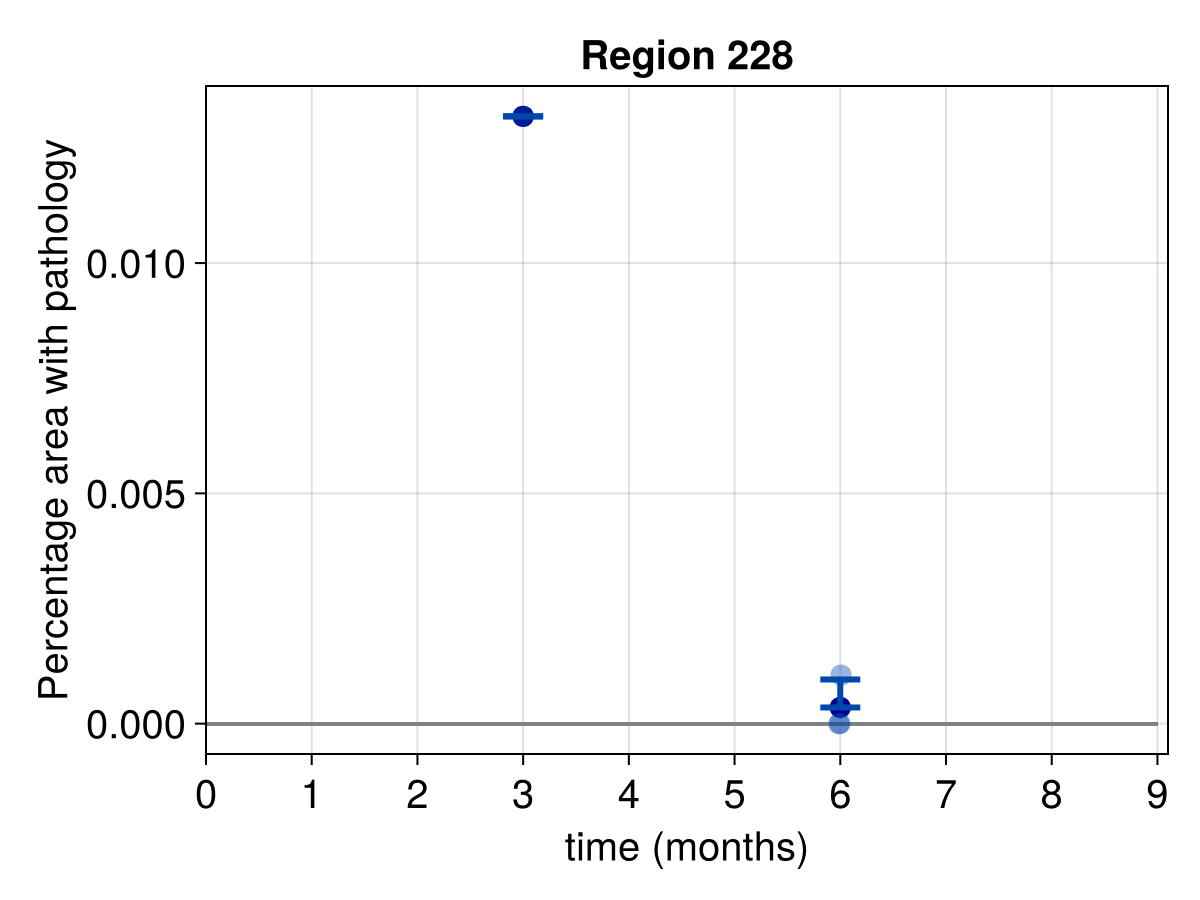 Region 228
Percentage area with pathology
0.010
0.005
0.000
0 1 2 3 4 5 6 7 8 9
time (months)